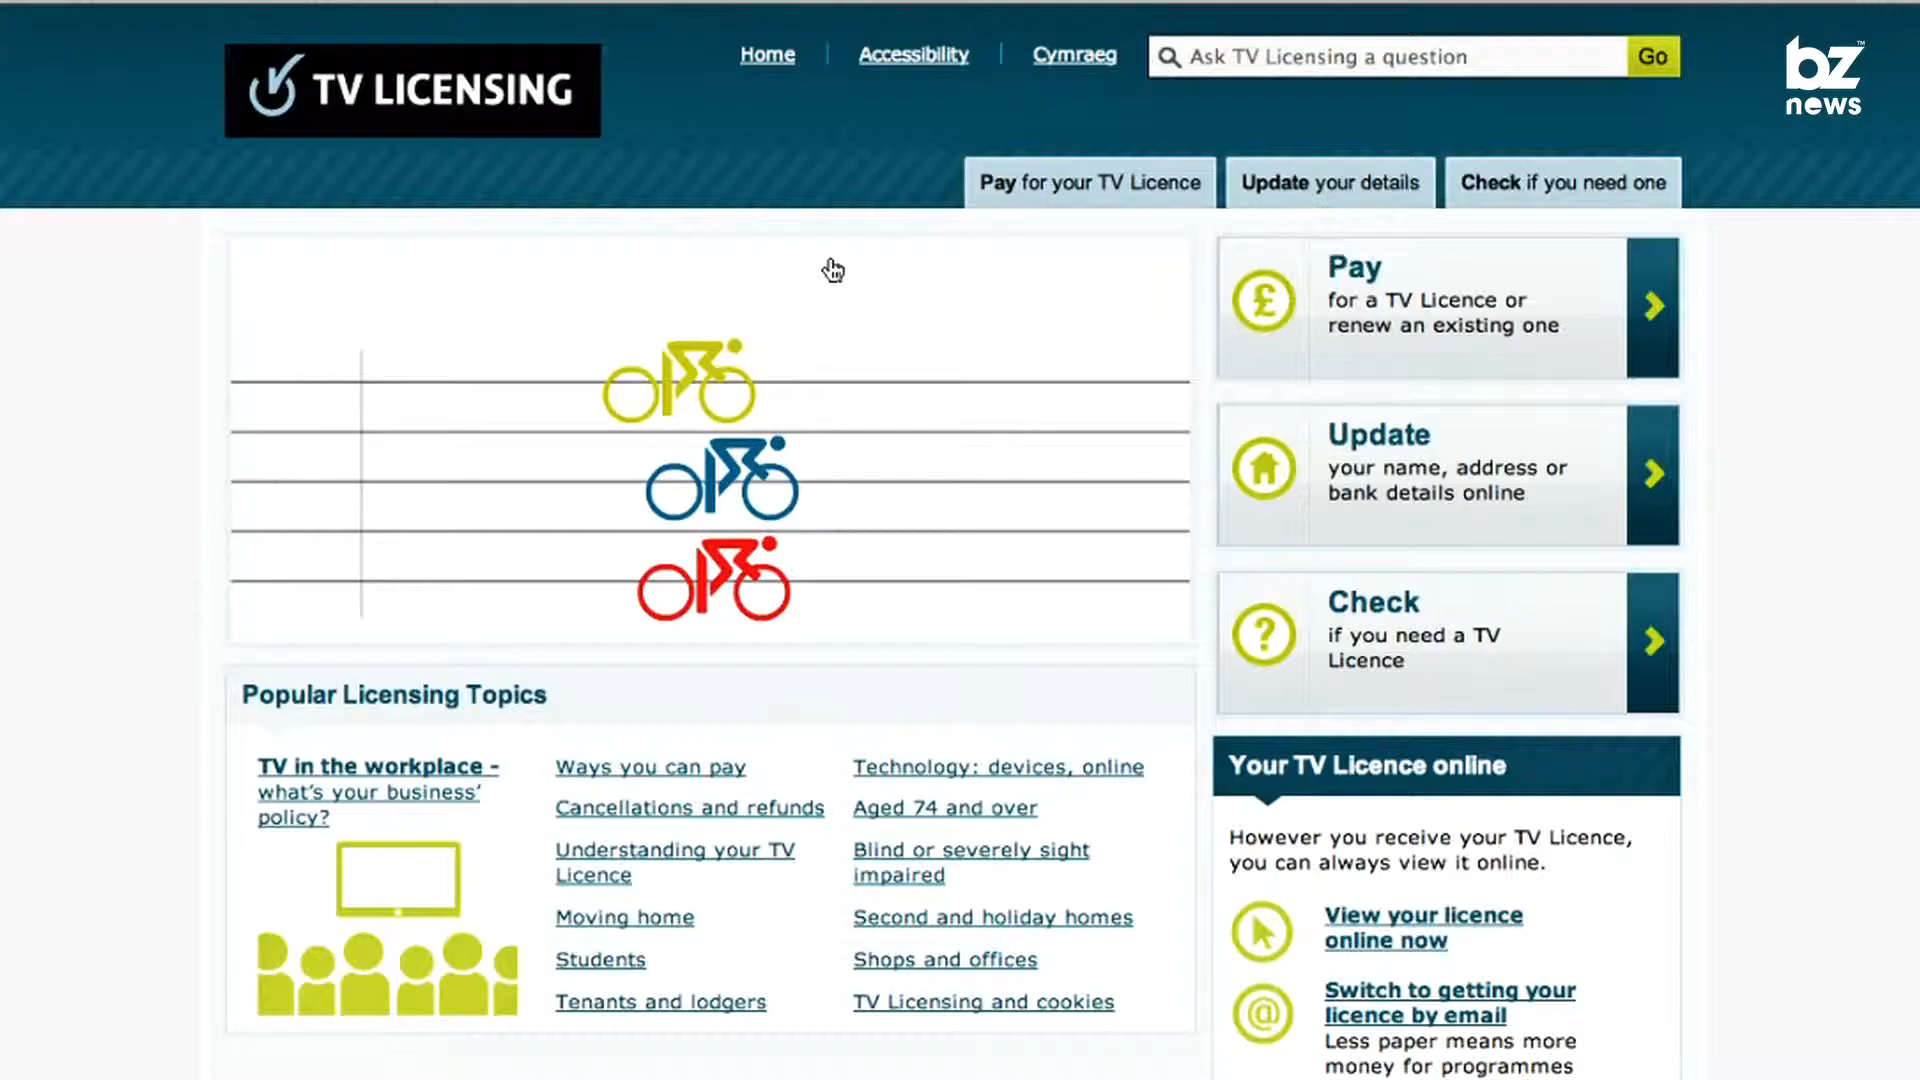 Home
Accessibility
Cymraeg
Ask TV Licensing a question
Go
bz
news
TM
TV LICENSING
Pay for your TV Licence
Update your details
Check if you need one
Pay
for a TV Licence or
renew an existing one
Update
your name, address or
bank details online
Check
if you need a TV
Licence
Popular Licensing Topics
TV in the workplace -
what's your business'
policy?
Ways you can pay
Cancellations and refunds
Understanding your TV
Licence
Moving home
Students
Tenants and lodgers
Technology: devices, online
Aged 74 and over
Blind or severely sight
impaired
Second and holiday homes
Shops and offices
TV Licensing and cookies
Your TV Licence online
However you receive your TV Licence,
you can always view it online.
View your licence
online now
Switch to getting your
licence by email
Less paper means more
money for programmes